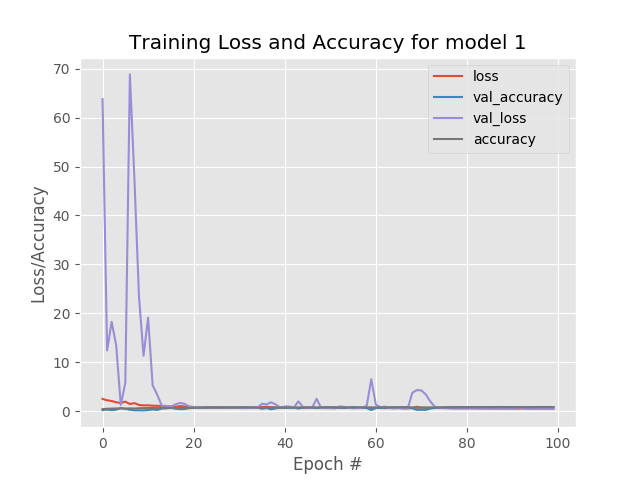 Training Loss and Accuracy for model 1
70
60
50
40
30
20
10
0
Loss/Accuracy
loss
val_accuracy
val_loss
accuracy
0 20 40 60 80 100
Epoch #